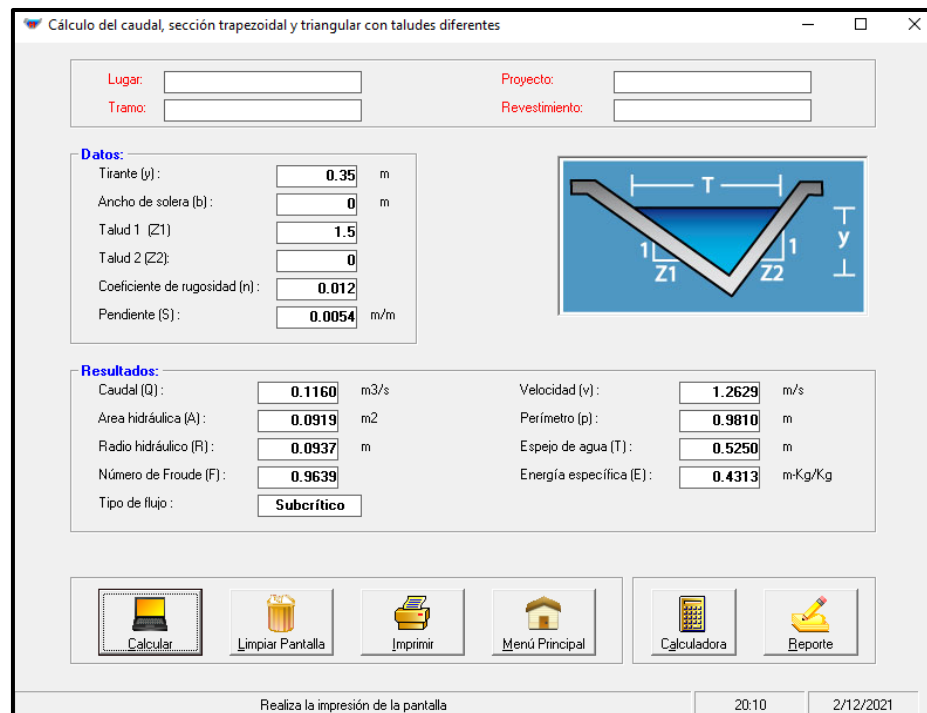 Cálculo del caudal, sección trapezoidal y triangular con taludes diferentes
Lugar: Proyecto:
Tramo: Revestimiento:
Datos:
Tirante (y) : 0.35 m
Ancho de solera (b) : 0 m
Talud 1 (Z1) 1.5
Talud 2 (Z2): 0
Coeficiente de rugosidad (n) : 0.012
Pendiente (S) : 0.0054 m/m
T
1 Z1 Z2 1 y
Resultados:
Caudal (Q) : 0.1160 m3/s Velocidad (v) : 1.2629 m/s
Area hidráulica (A) : 0.0919 m2 Perímetro (p) : 0.9810 m
Radio hidráulico (R) : 0.0937 m Espejo de agua (T) : 0.5250 m
Número de Froude (F) : 0.9639 Energía específica (E) : 0.4313 m-Kg/Kg
Tipo de flujo : Subcrítico
Calcular Limpiar Pantalla Imprimir Menú Principal Calculadora Reporte
Realiza la impresión de la pantalla 20:10 2/12/2021